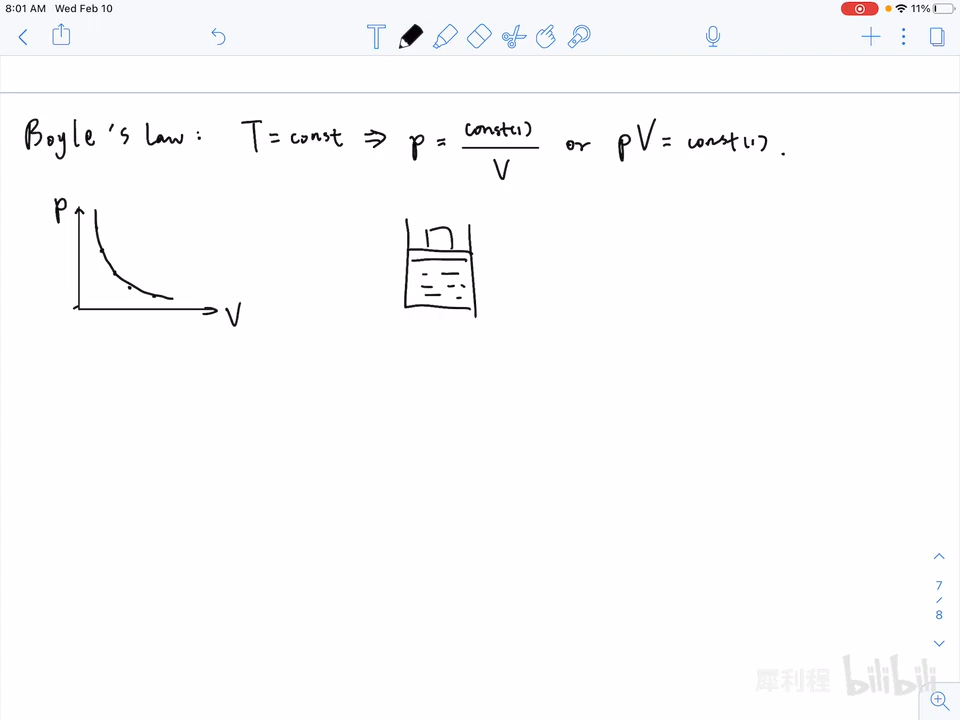 8:01 AM Wed Feb 10 11%
T
Boyle's Law: T = const ⇒ p = const(1) / V or pV = const(1).
P
V
7
/
8
犀利程 bilibili